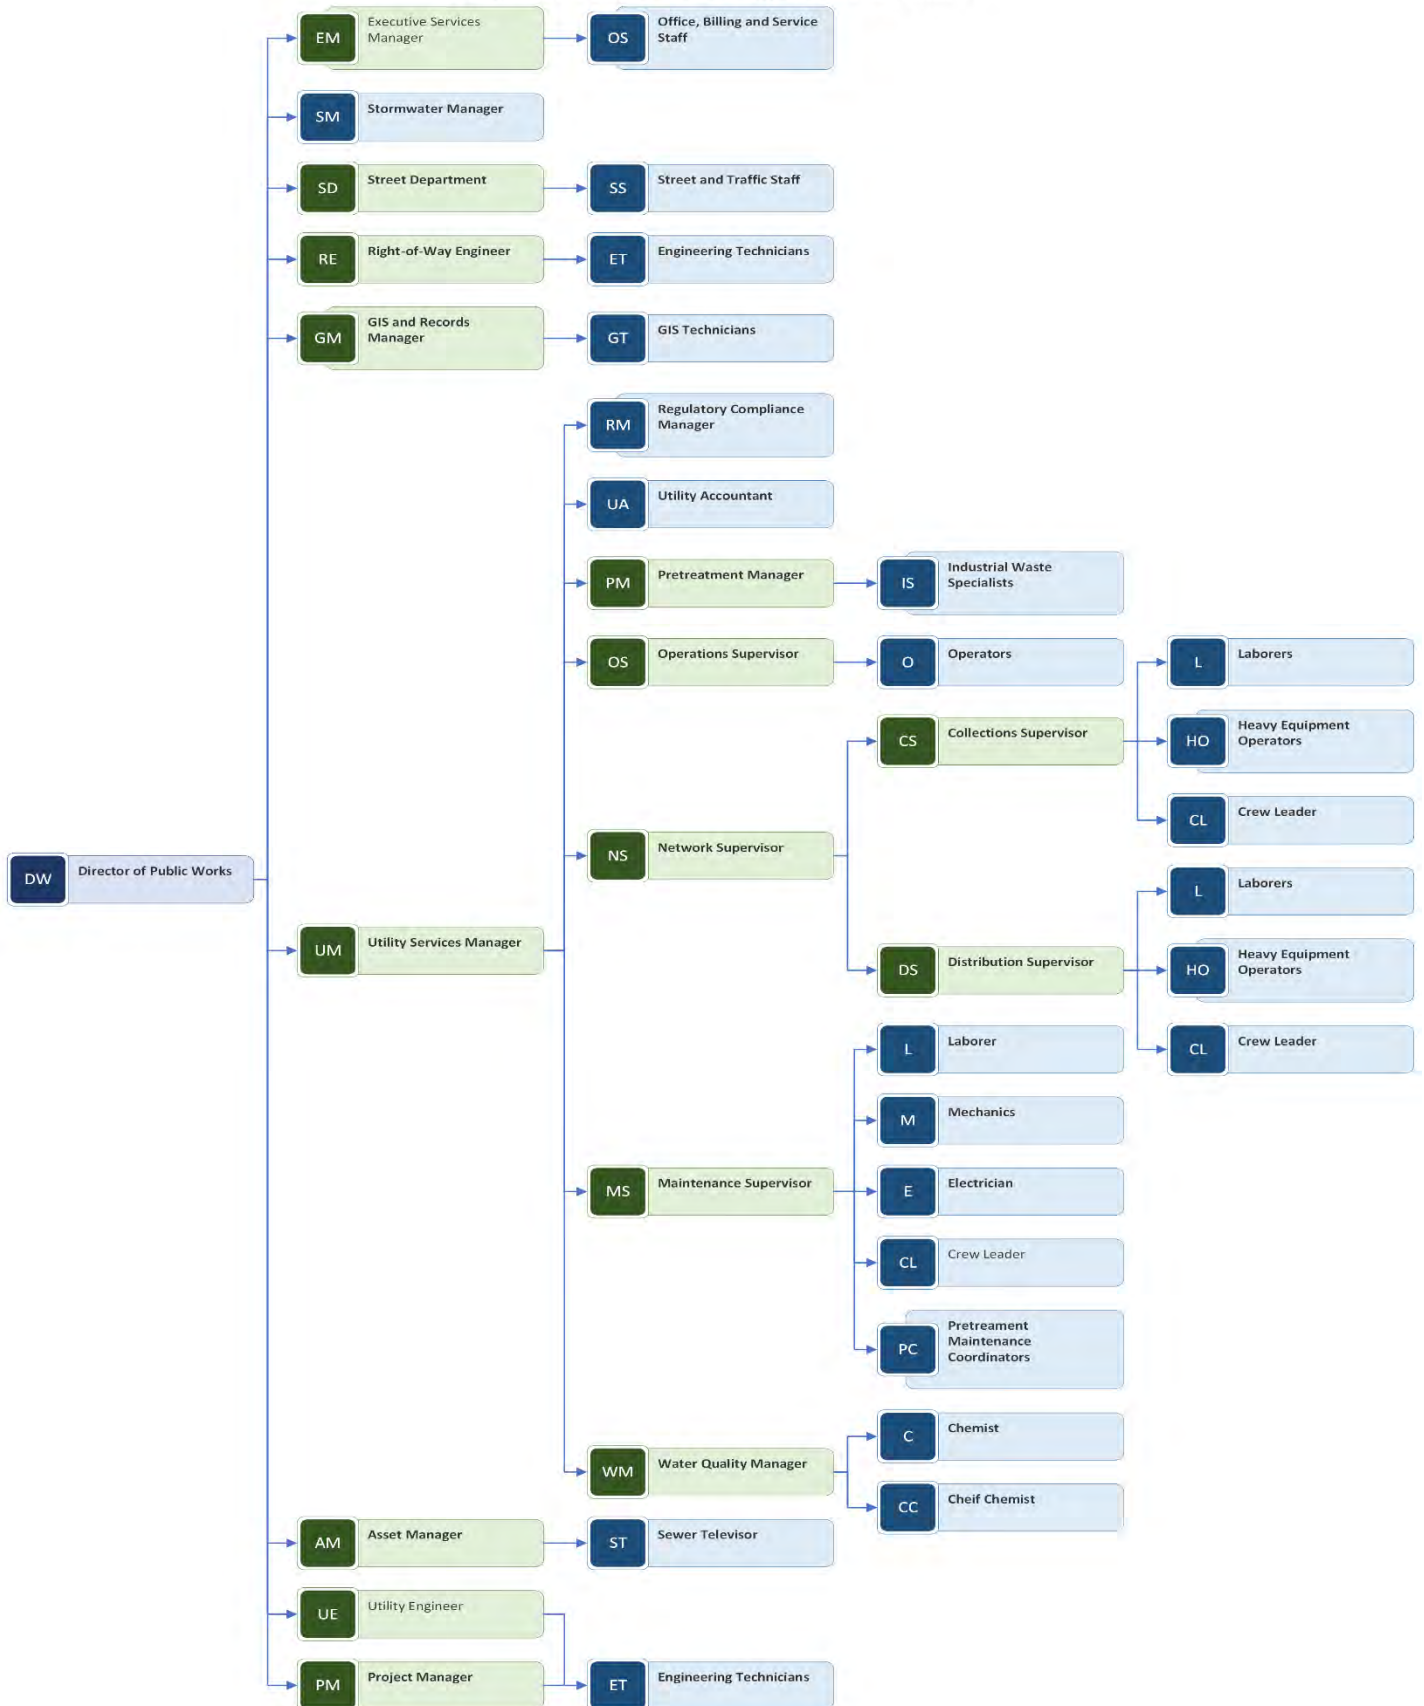 EM
Executive Services
Manager
OS
Office, Billing and Service
Staff
SM
Stormwater Manager
SD
Street Department
SS
Street and Traffic Staff
RE
Right-of-Way Engineer
ET
Engineering Technicians
GM
GIS and Records
Manager
GT
GIS Technicians
RM
Regulatory Compliance
Manager
UA
Utility Accountant
PM
Pretreatment Manager
IS
Industrial Waste
Specialists
OS
Operations Supervisor
O
Operators
L
Laborers
CS
Collections Supervisor
HO
Heavy Equipment
Operators
CL
Crew Leader
NS
Network Supervisor
DW
Director of Public Works
L
Laborers
UM
Utility Services Manager
DS
Distribution Supervisor
HO
Heavy Equipment
Operators
L
Laborer
CL
Crew Leader
M
Mechanics
MS
Maintenance Supervisor
E
Electrician
CL
Crew Leader
PC
Pretreament
Maintenance
Coordinators
C
Chemist
WM
Water Quality Manager
CC
Cheif Chemist
AM
Asset Manager
ST
Sewer Televisor
UE
Utility Engineer
PM
Project Manager
ET
Engineering Technicians